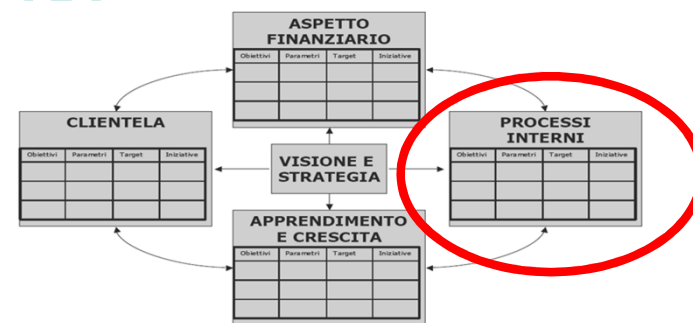 ASPETTO
FINANZIARIO
Obiettivi Parametri Target Iniziative
CLIENTELA
Obiettivi Parametri Target Iniziative
VISIONE E
STRATEGIA
PROCESSI
INTERNI
Obiettivi Parametri Target Iniziative
APPRENDIMENTO
E CRESCITA
Obiettivi Parametri Target Iniziative